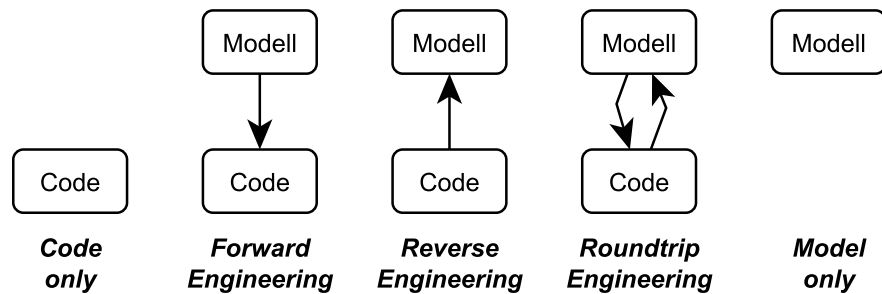 Modell Modell Modell Modell
Code Code Code Code
Code Forward Reverse Roundtrip Model
only Engineering Engineering Engineering only